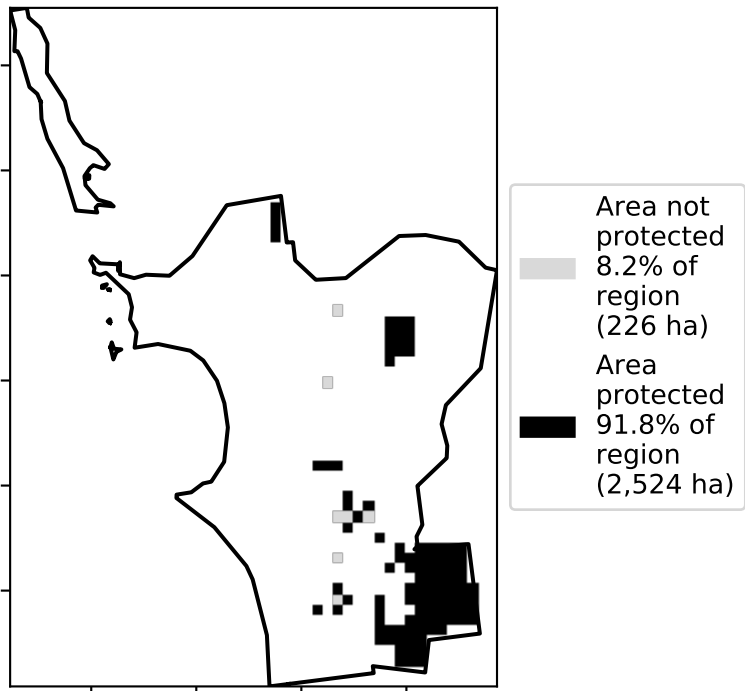 Area not
protected
8.2% of
region
(226 ha)
Area
protected
91.8% of
region
(2,524 ha)